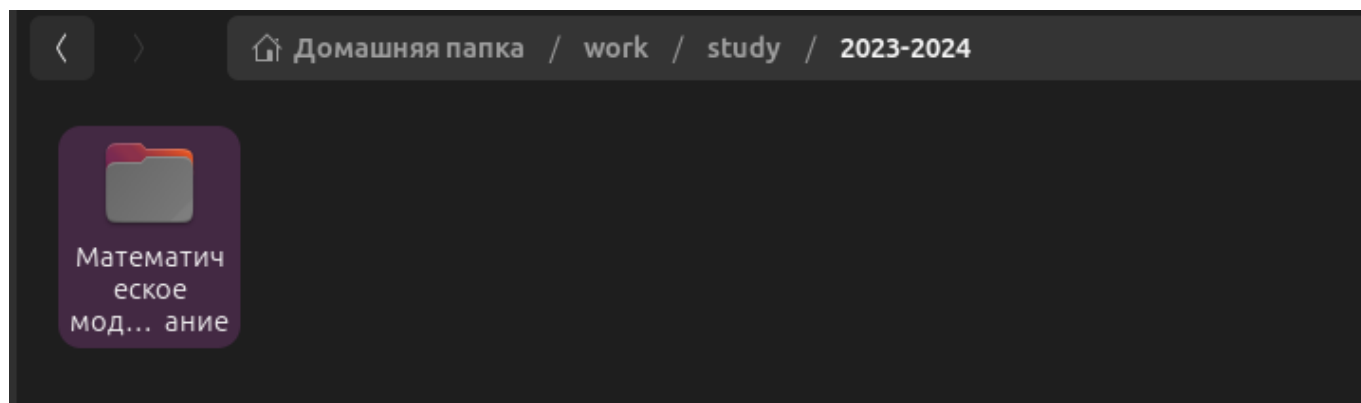 Домашняя папка / work / study / 2023-2024
Математич
еское
мод... ание